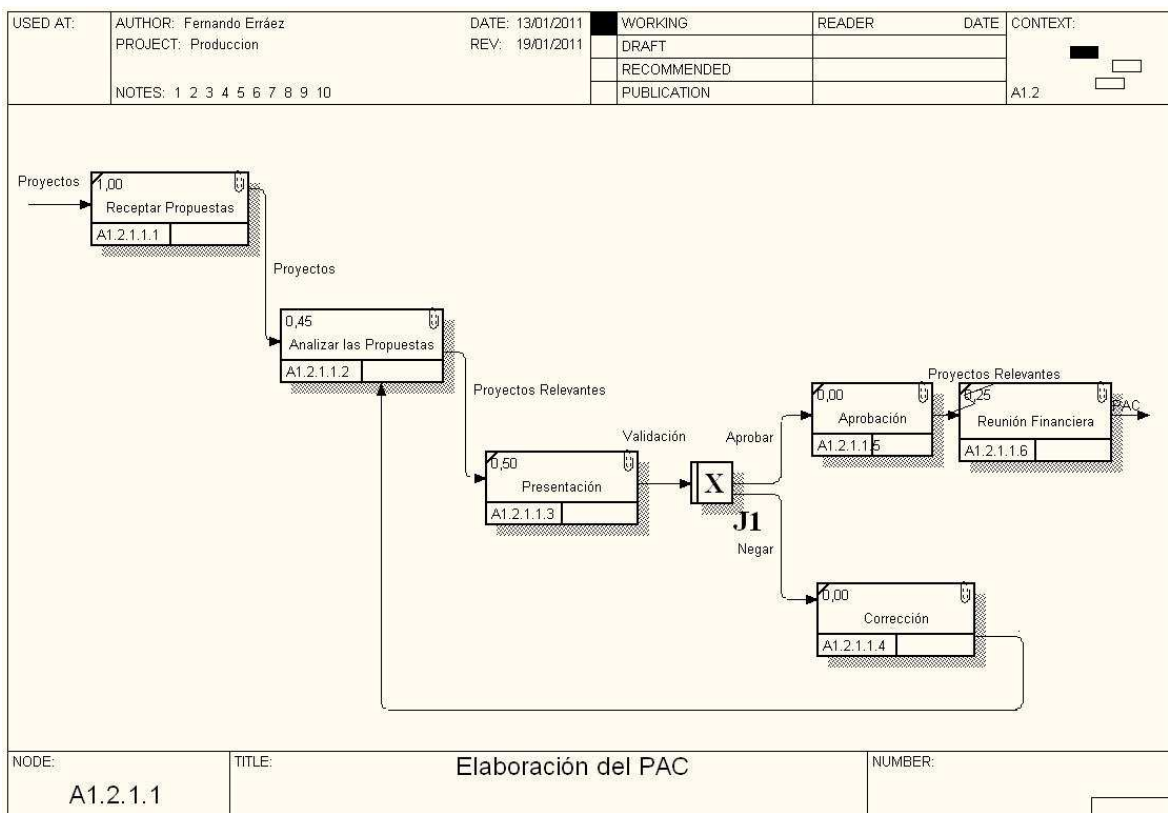 USED AT:
AUTHOR: Fernando Erráez
DATE: 13/01/2011
WORKING
READER
DATE
CONTEXT:
PROJECT: Produccion
REV: 19/01/2011
DRAFT
RECOMMENDED
NOTES: 1 2 3 4 5 6 7 8 9 10
PUBLICATION
A1.2
Proyectos
1,00
Receptar Propuestas
A1.2.1.1.1
Proyectos
0,45
Analizar las Propuestas
A1.2.1.1.2
Proyectos Relevantes
0,50
Presentación
A1.2.1.1.3
Validación
X
J1
Aprobar
Negar
0,00
Aprobación
A1.2.1.1.5
Proyectos Relevantes
0,25
Reunión Financiera
A1.2.1.1.6
PAC
0,00
Corrección
A1.2.1.1.4
NODE:
A1.2.1.1
TITLE:
Elaboración del PAC
NUMBER: